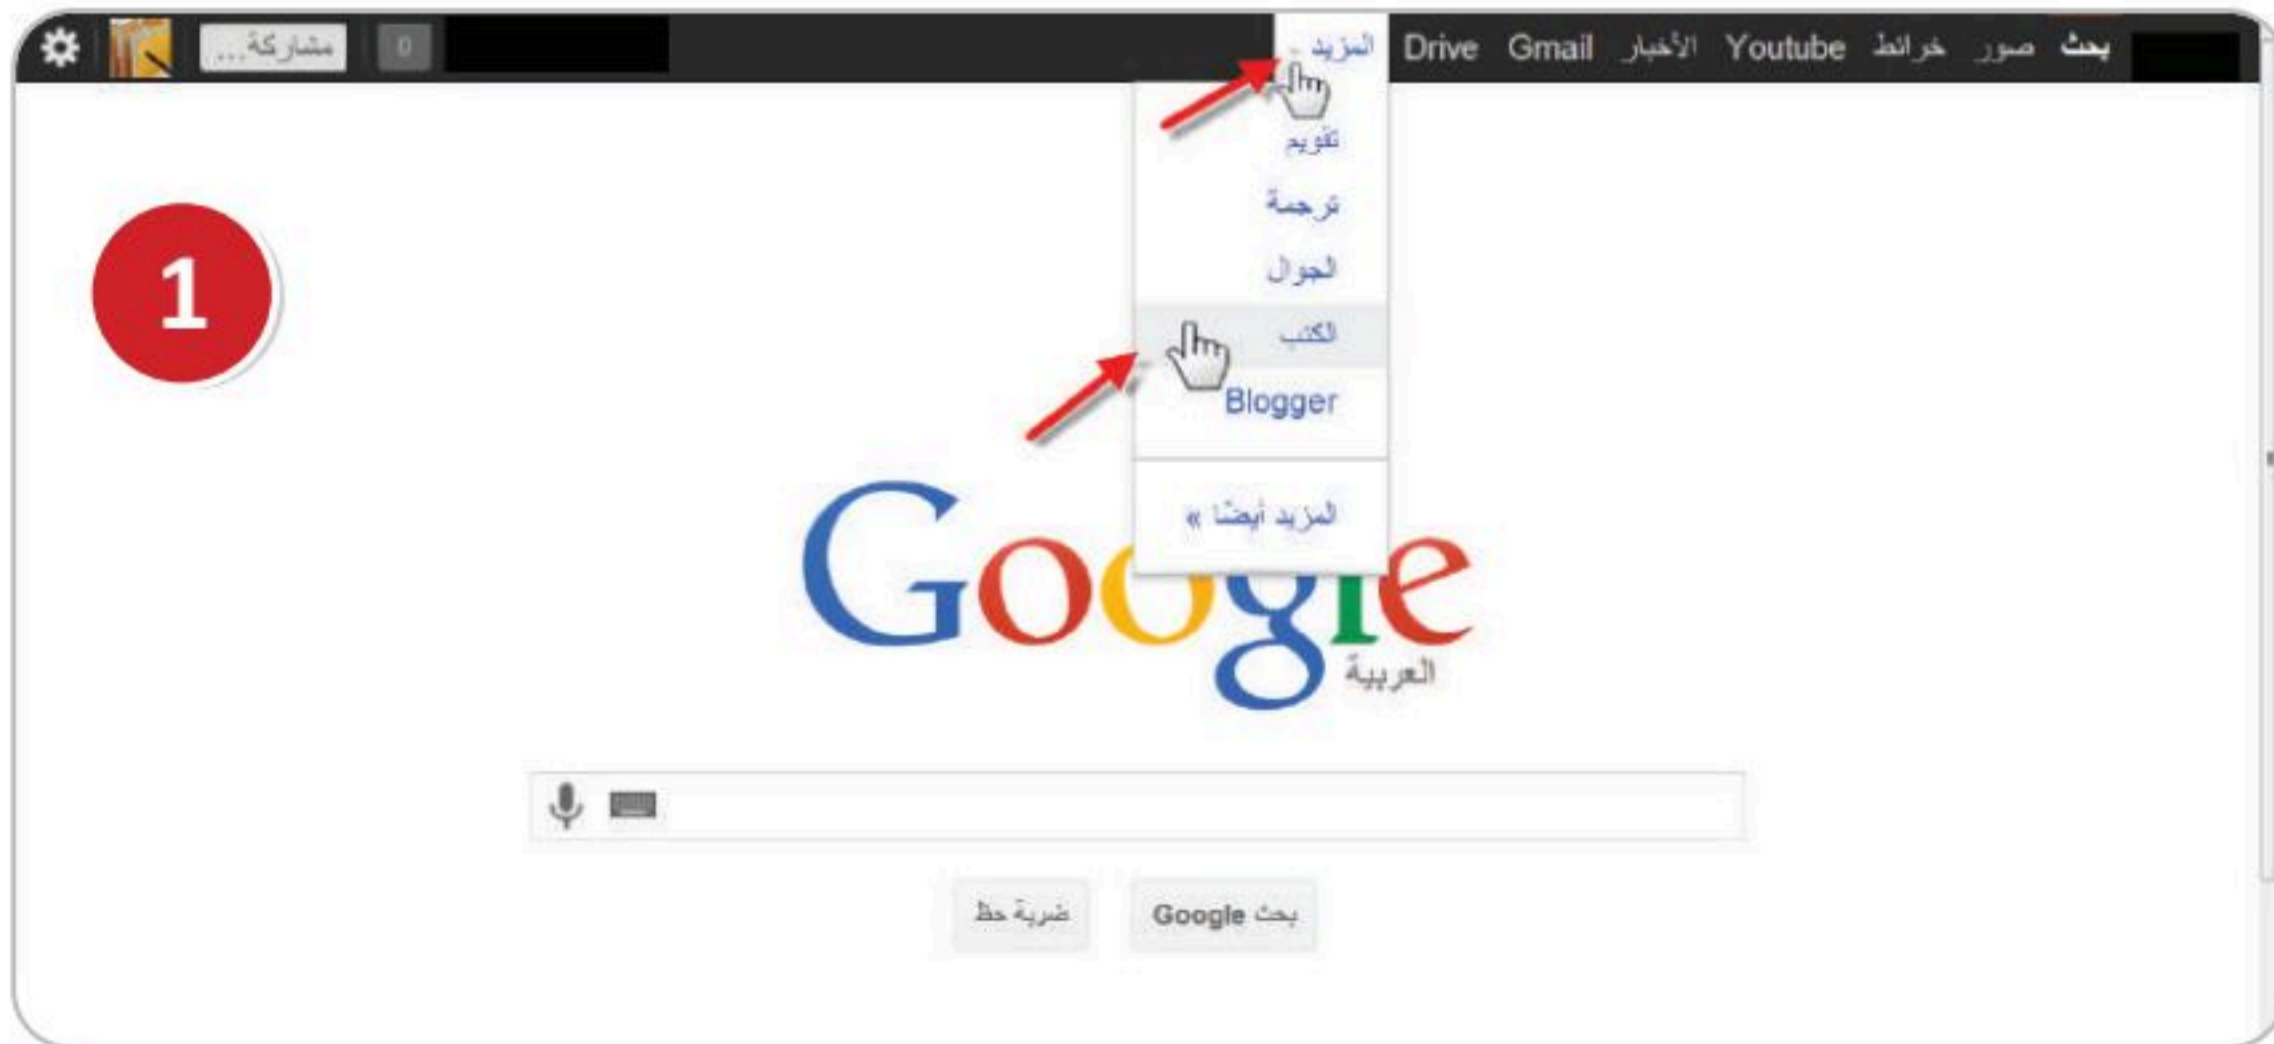 بحث صور خرائط Youtube الأخبار Gmail Drive المزيد 0 مشاركة...
تقويم
ترجمة
الجوال
1
الكتب
Blogger
المزيد أيضًا »
Google
العربية
بحث Google ضربة حظ